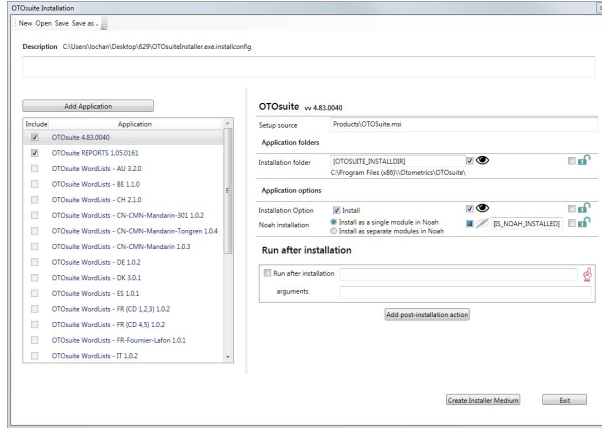 OTOsuite Installation
New Open Save Save as ..
Description C:\Users\lochan\Desktop\629\OTOsuiteInstaller.exe.installconfig
Add Application
Include Application
OTOsuite 4.83.0040
OTOsuite REPORTS 1.05.0161
OTOsuite WordLists - AU 3.2.0
OTOsuite WordLists - BE 1.1.0
OTOsuite WordLists - CH 2.1.0
OTOsuite WordLists - CN-CMN-Mandarin-301 1.0.2
OTOsuite WordLists - CN-CMN-Mandarin-Tongren 1.0.4
OTOsuite WordLists - CN-CMN-Mandarin 1.0.3
OTOsuite WordLists - DE 1.0.2
OTOsuite WordLists - DK 3.0.1
OTOsuite WordLists - ES 1.0.1
OTOsuite WordLists - FR (CD 1,2,3) 1.0.2
OTOsuite WordLists - FR (CD 4,5) 1.0.2
OTOsuite WordLists - FR-Fournier-Lafon 1.0.1
OTOsuite WordLists - IT 1.0.2
OTOsuite vv 4.83.0040
Setup source Products\OTOSuite.msi
Application folders
Installation folder [OTOSUITE_INSTALLDIR]
C:\Program Files (x86)\\Otometrics\OTOsuite\
Application options
Installation Option Install
Noah installation Install as a single module in Noah [IS_NOAH_INSTALLED]
Install as separate modules in Noah
Run after installation
Run after installation
arguments
Add post-installation action
Create Installer Medium Exit